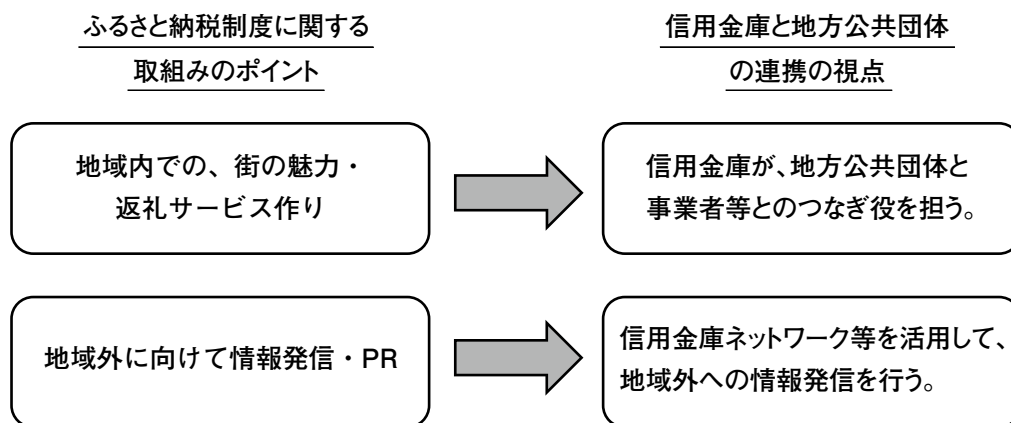 ふるさと納税制度に関する
取組みのポイント
信用金庫と地方公共団体
の連携の視点
地域内での、街の魅力・
返礼サービス作り
信用金庫が、地方公共団体と
事業者等とのつなぎ役を担う。
地域外に向けて情報発信・PR
信用金庫ネットワーク等を活用して、
地域外への情報発信を行う。